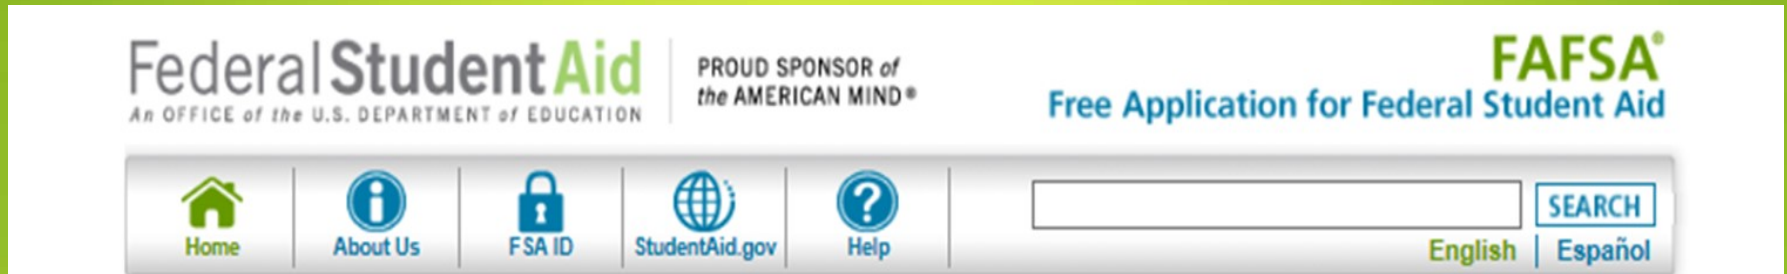 Federal Student Aid
An OFFICE of the U.S. DEPARTMENT of EDUCATION
PROUD SPONSOR of
the AMERICAN MIND®
FAFSA®
Free Application for Federal Student Aid
Home
About Us
FSA ID
StudentAid.gov
Help
SEARCH
English | Español